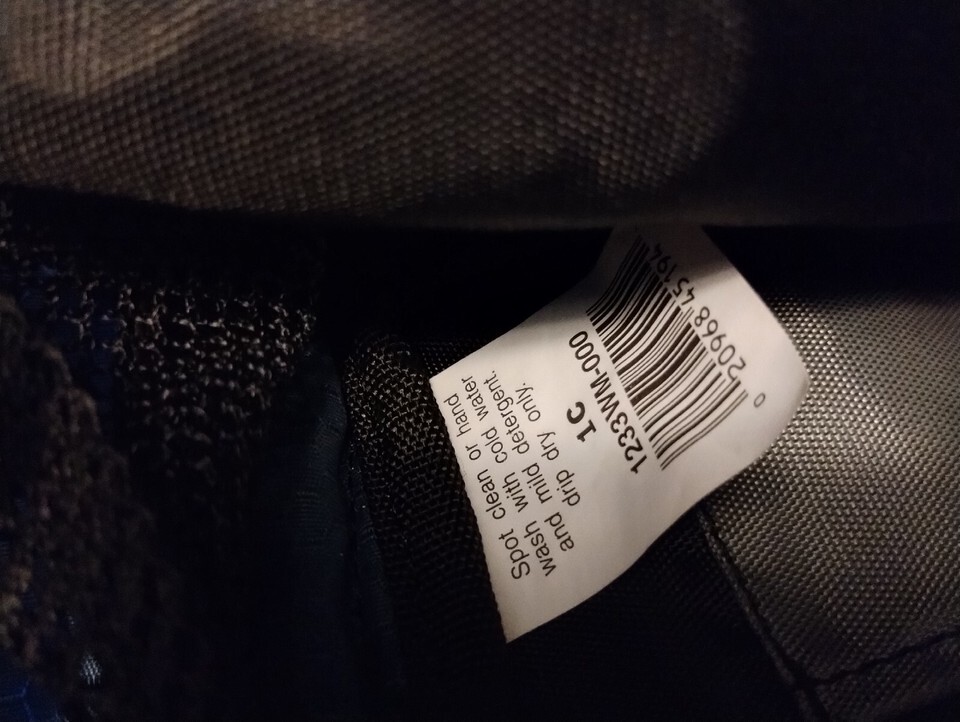 Spot clean or hand
wash with cold water
and mild detergent.
drip dry only.
1C
1233WM-000
0 20968 45194